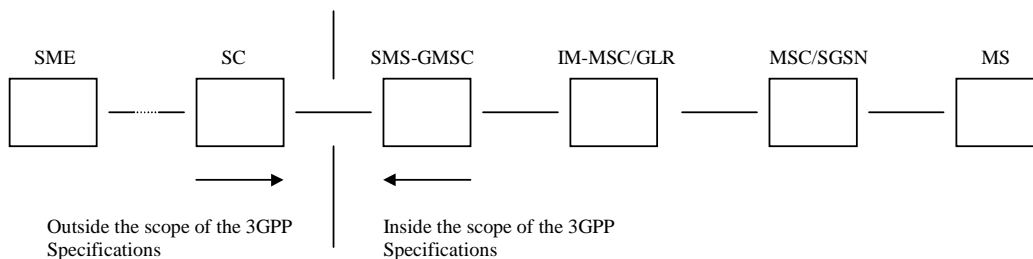 SME
SC
SMS-GMSC
IM-MSC/GLR
MSC/SGSN
MS
Outside the scope of the 3GPP
Specifications
Inside the scope of the 3GPP
Specifications